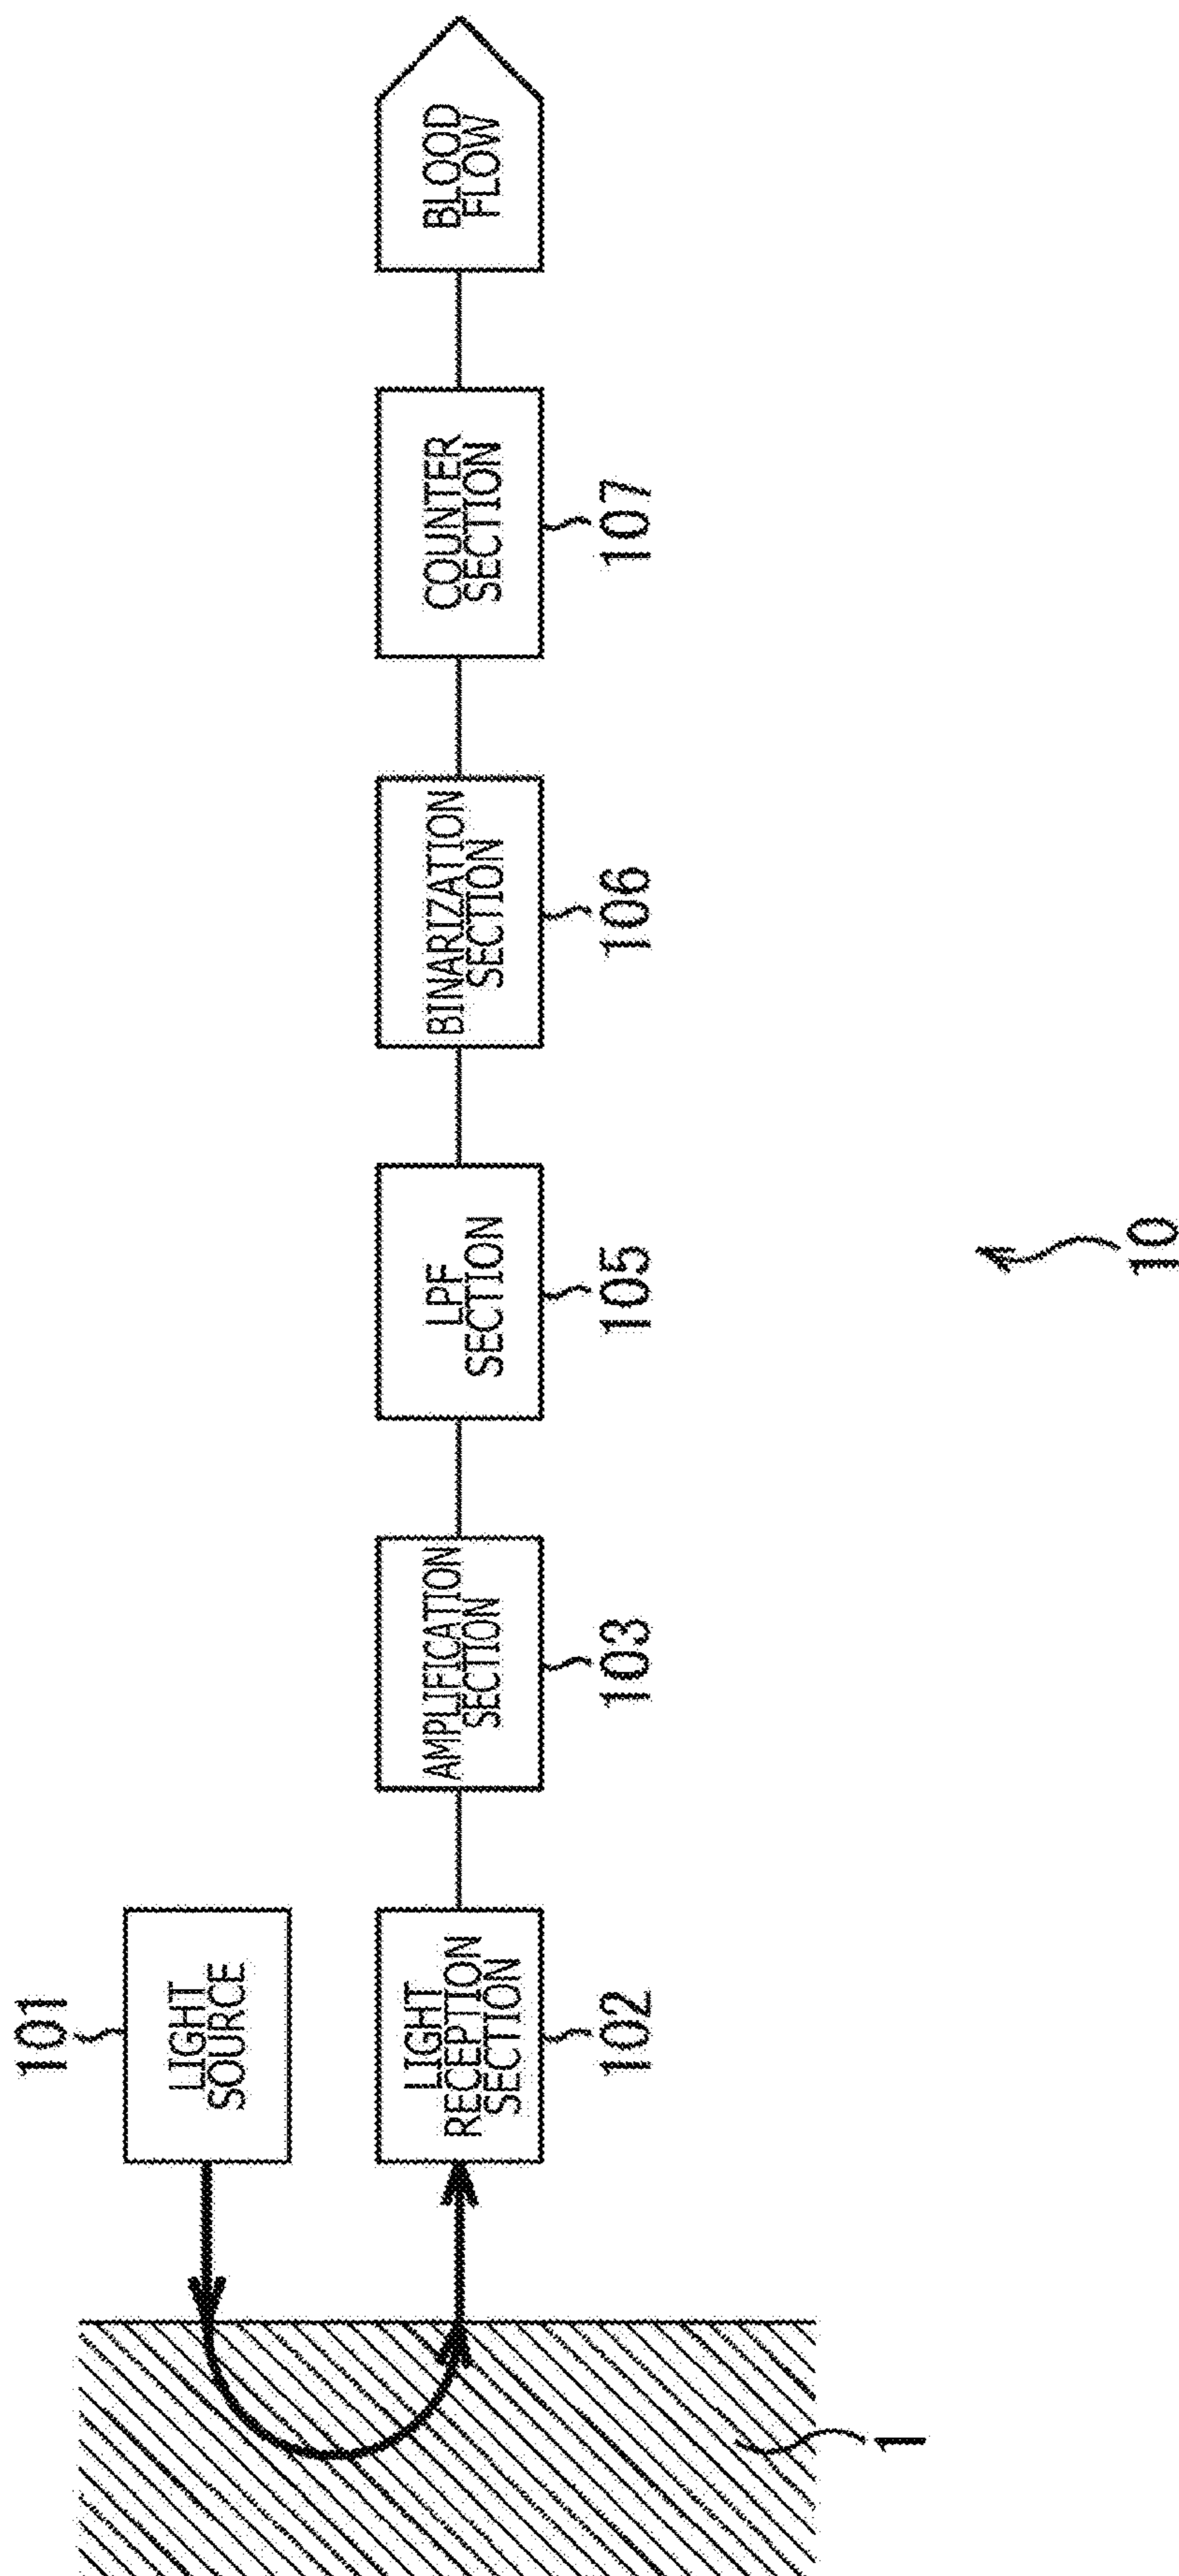 101
LIGHT
SOURCE
LIGHT
RECEPTION
SECTION
102
AMPLIFICATION
SECTION
103
LPF
SECTION
105
BINARIZATION
SECTION
106
COUNTER
SECTION
107
BLOOD
FLOW
1
10